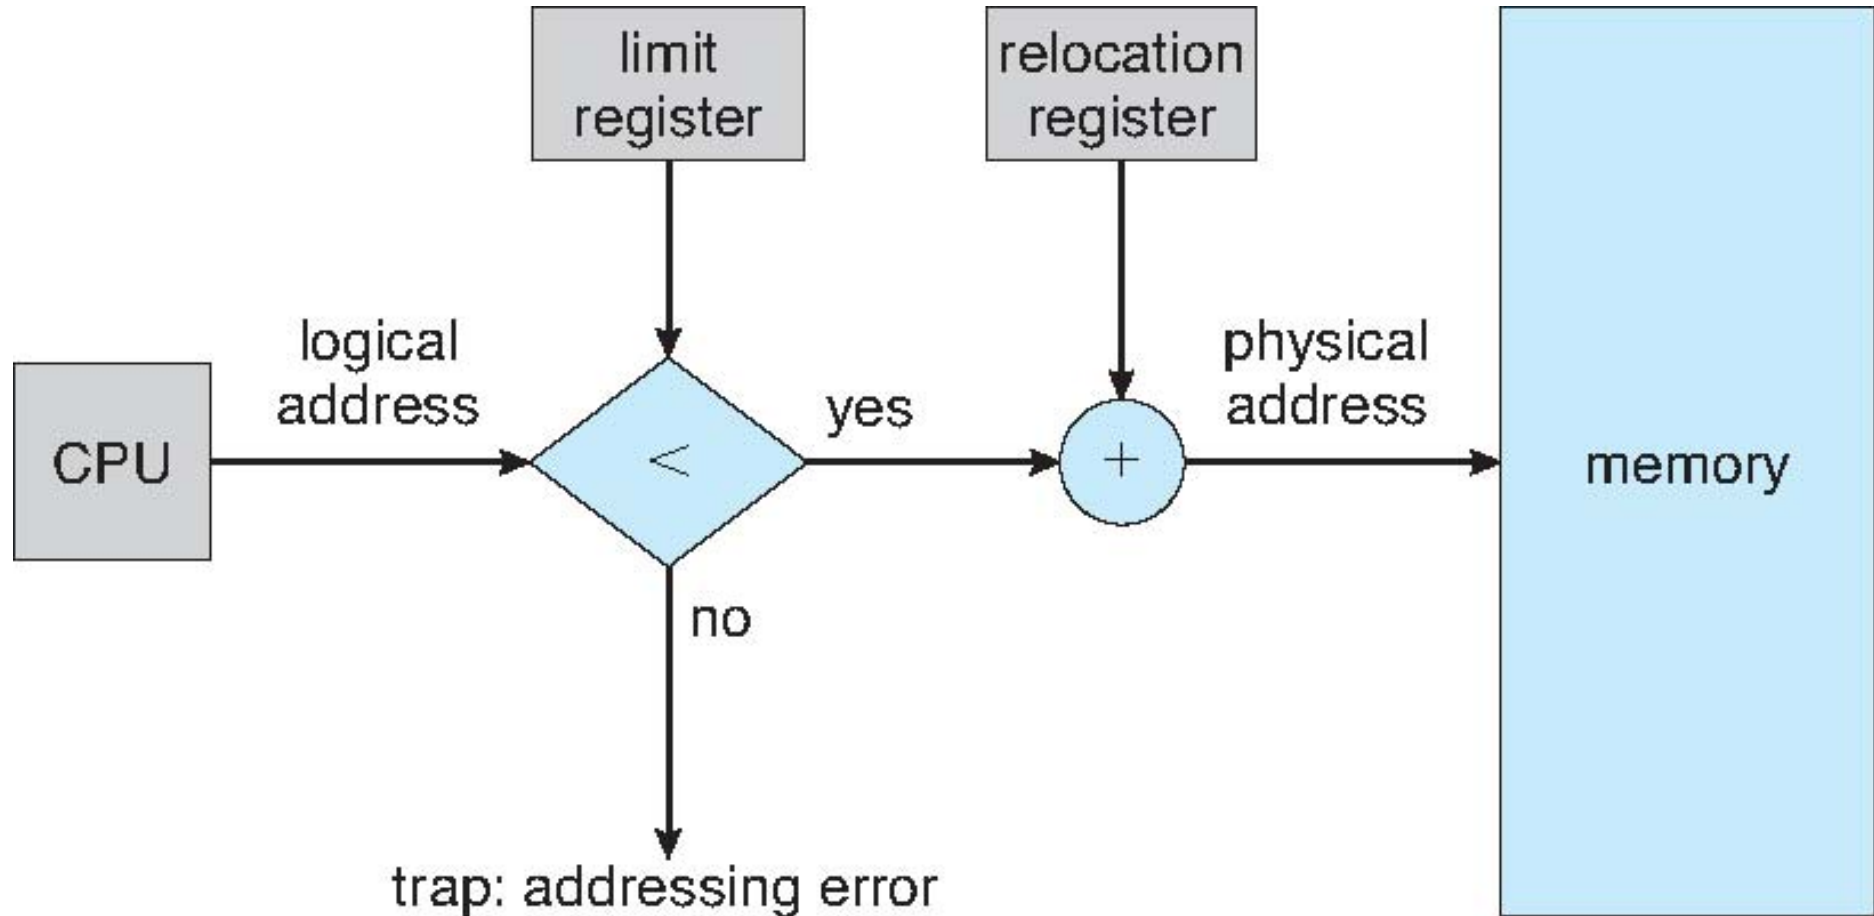 limit
register
relocation
register
logical
address
physical
address
CPU
<
yes
+
memory
no
trap: addressing error